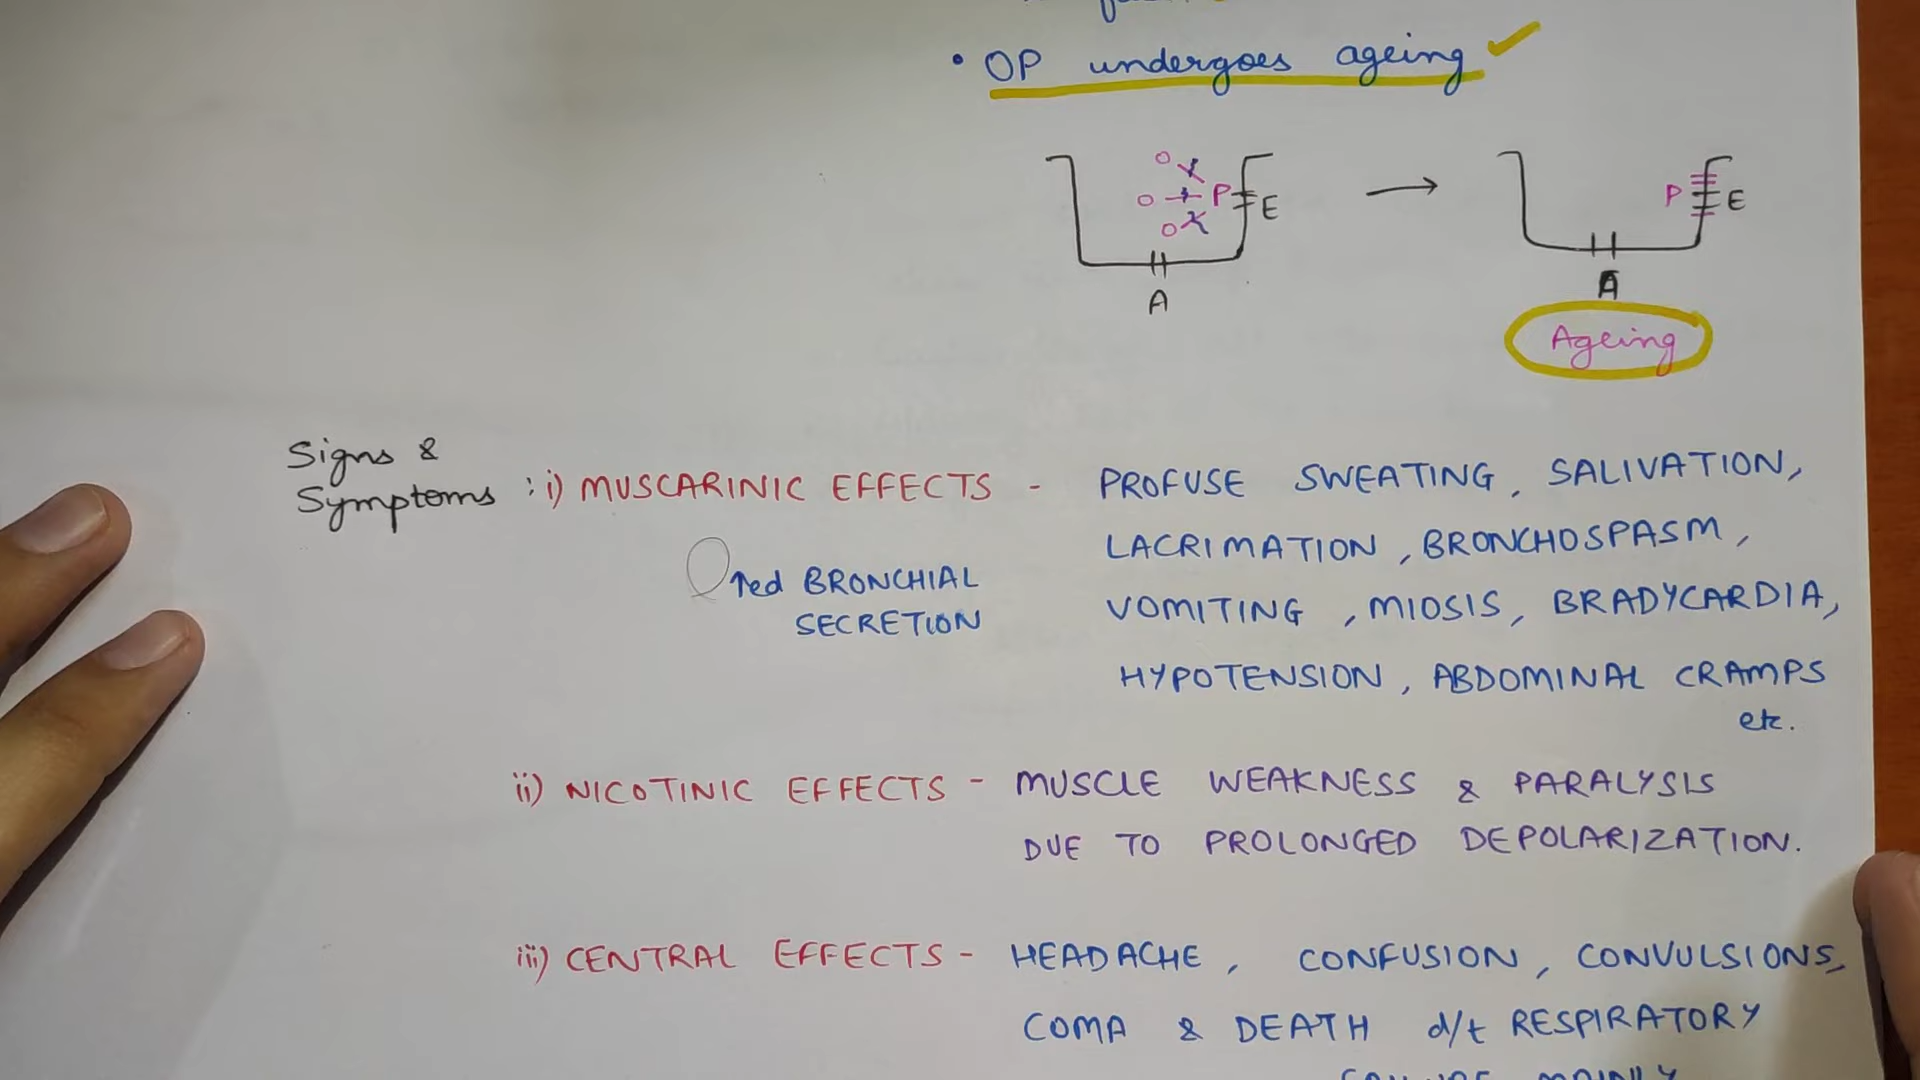 • OP undergoes ageing
O
O P E
O
A
P E
A
Ageing
Signs &
Symptoms : i) MUSCARINIC EFFECTS - PROFUSE SWEATING, SALIVATION,
LACRIMATION, BRONCHOSPASM,
↑ed BRONCHIAL
SECRETION
VOMITING, MIOSIS, BRADYCARDIA,
HYPOTENSION, ABDOMINAL CRAMPS
etc.
ii) NICOTINIC EFFECTS - MUSCLE WEAKNESS & PARALYSIS
DUE TO PROLONGED DEPOLARIZATION.
iii) CENTRAL EFFECTS - HEADACHE, CONFUSION, CONVULSIONS,
COMA & DEATH d/t RESPIRATORY
MAINLY